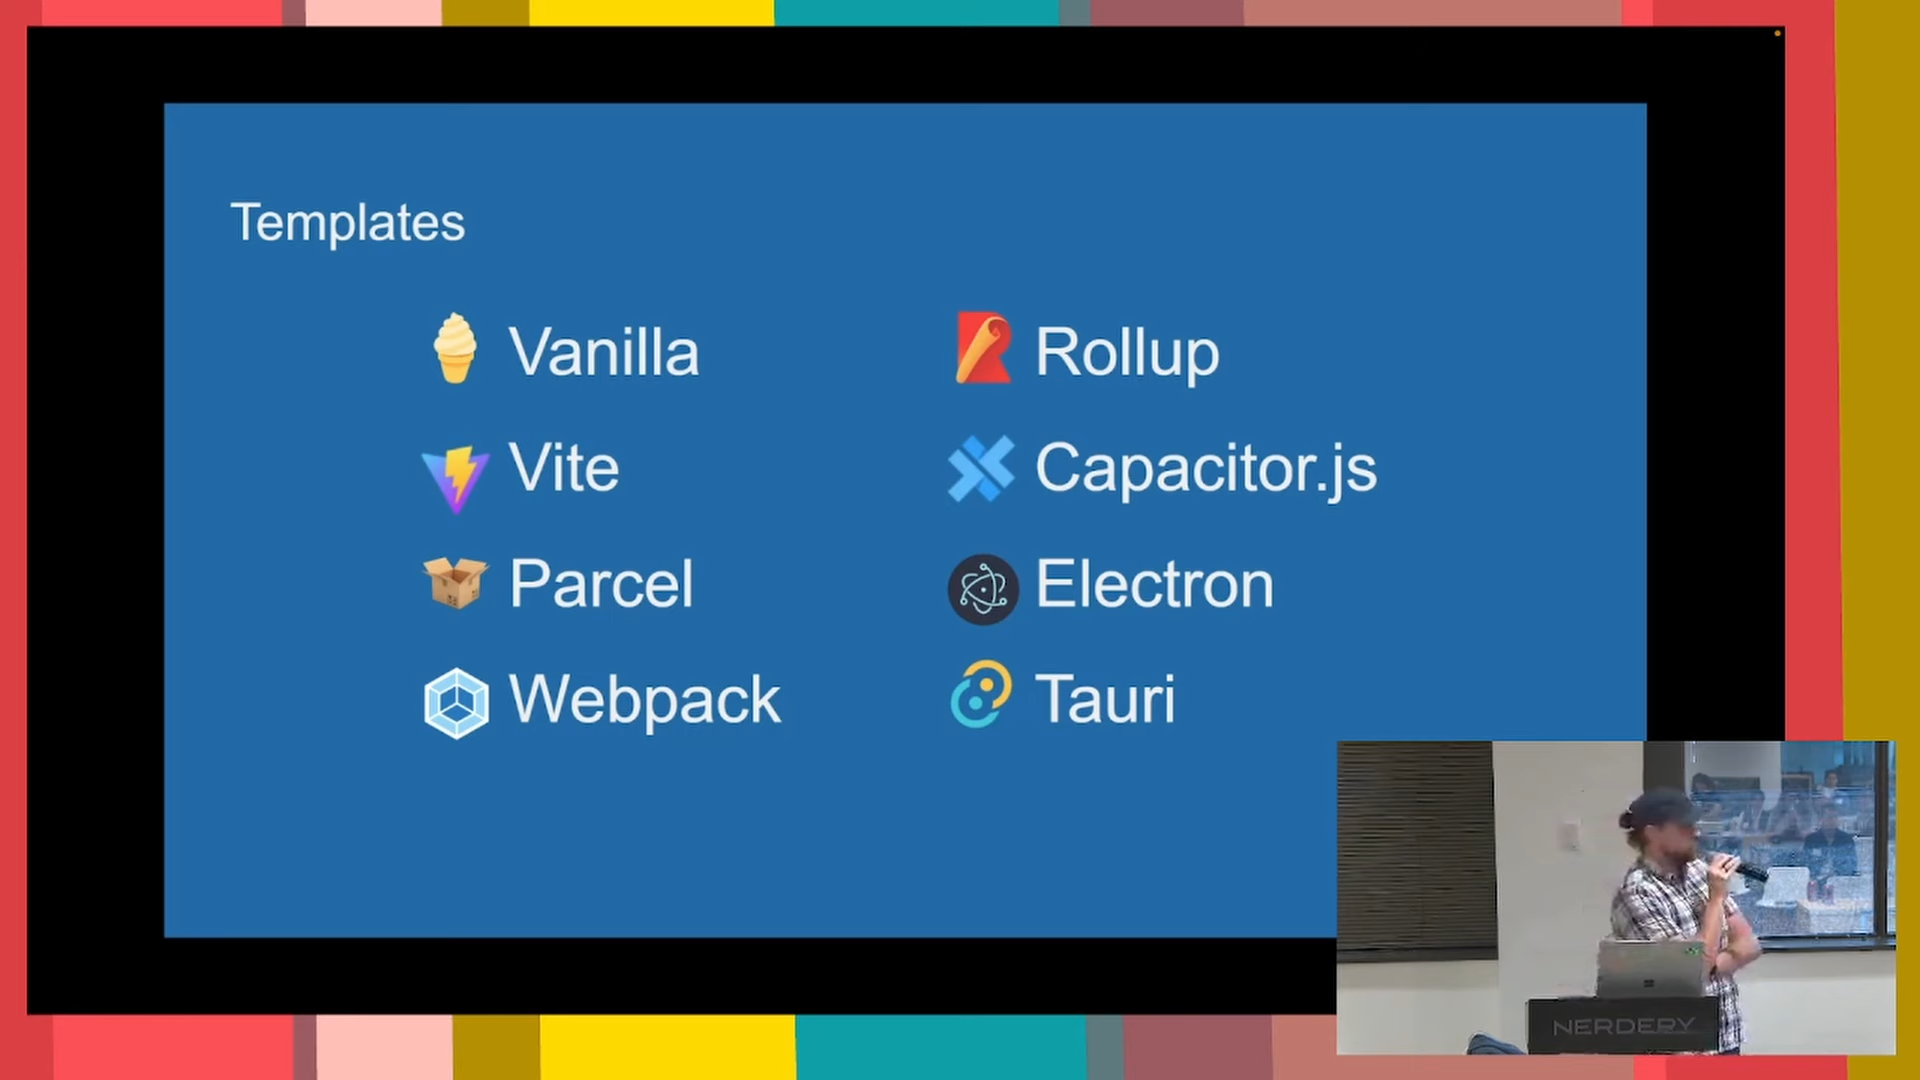 Templates
Vanilla
Vite
Parcel
Webpack
Rollup
Capacitor.js
Electron
Tauri
NERDERY